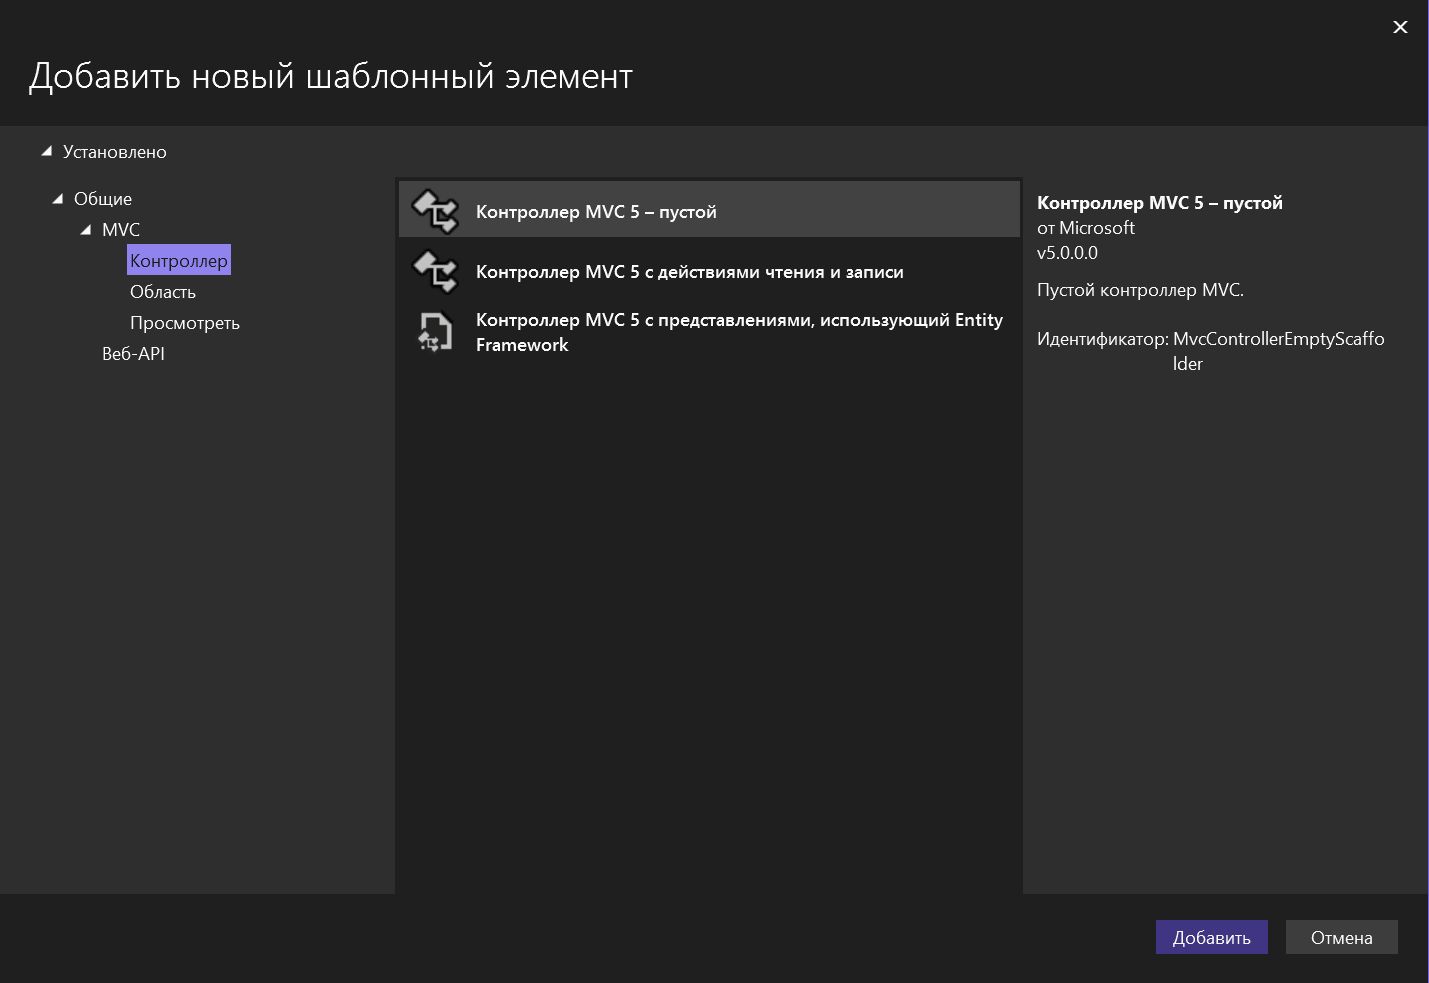 Добавить новый шаблонный элемент
Установлено
Общие
MVC
Контроллер
Область
Просмотреть
Веб-API
Контроллер MVC 5 – пустой
Контроллер MVC 5 с действиями чтения и записи
Контроллер MVC 5 с представлениями, использующий Entity
Framework
Контроллер MVC 5 – пустой
от Microsoft
v5.0.0.0
Пустой контроллер MVC.
Идентификатор: MvcControllerEmptyScaffo
lder
Добавить
Отмена